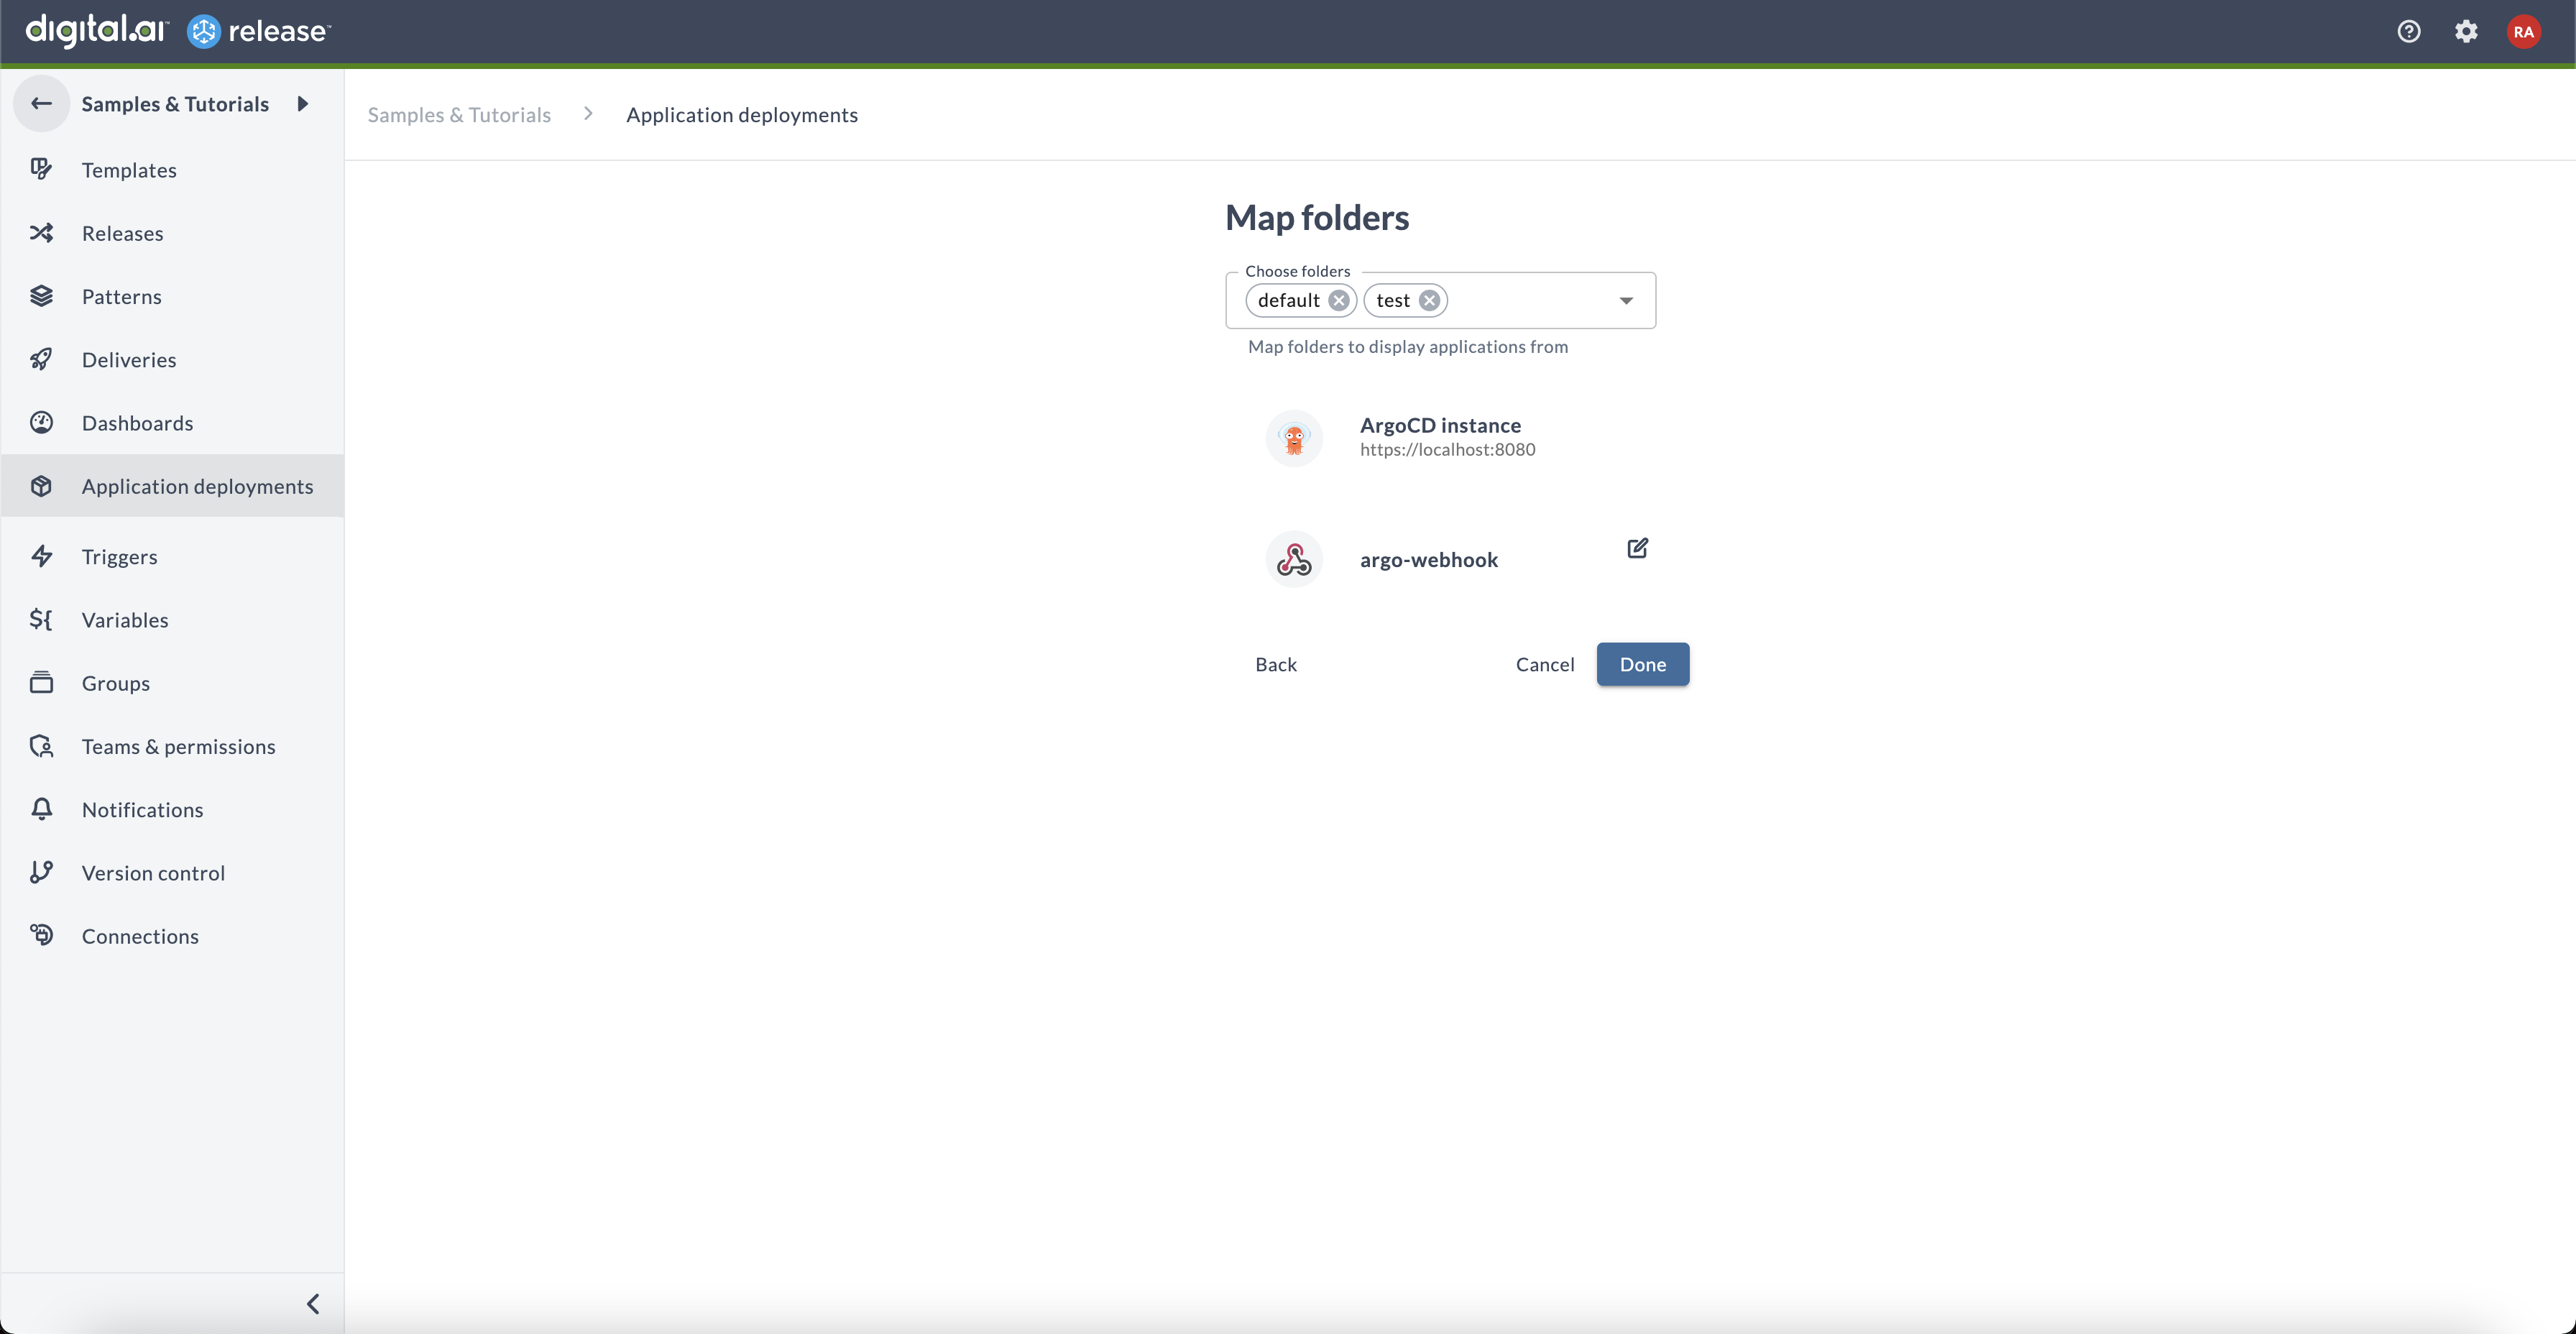 digital.ai™ release™
RA
Samples & Tutorials
Templates
Releases
Patterns
Deliveries
Dashboards
Application deployments
Triggers
Variables
Groups
Teams & permissions
Notifications
Version control
Connections
Samples & Tutorials > Application deployments
Map folders
Choose folders
default test
Map folders to display applications from
ArgoCD instance
https://localhost:8080
argo-webhook
Back Cancel Done